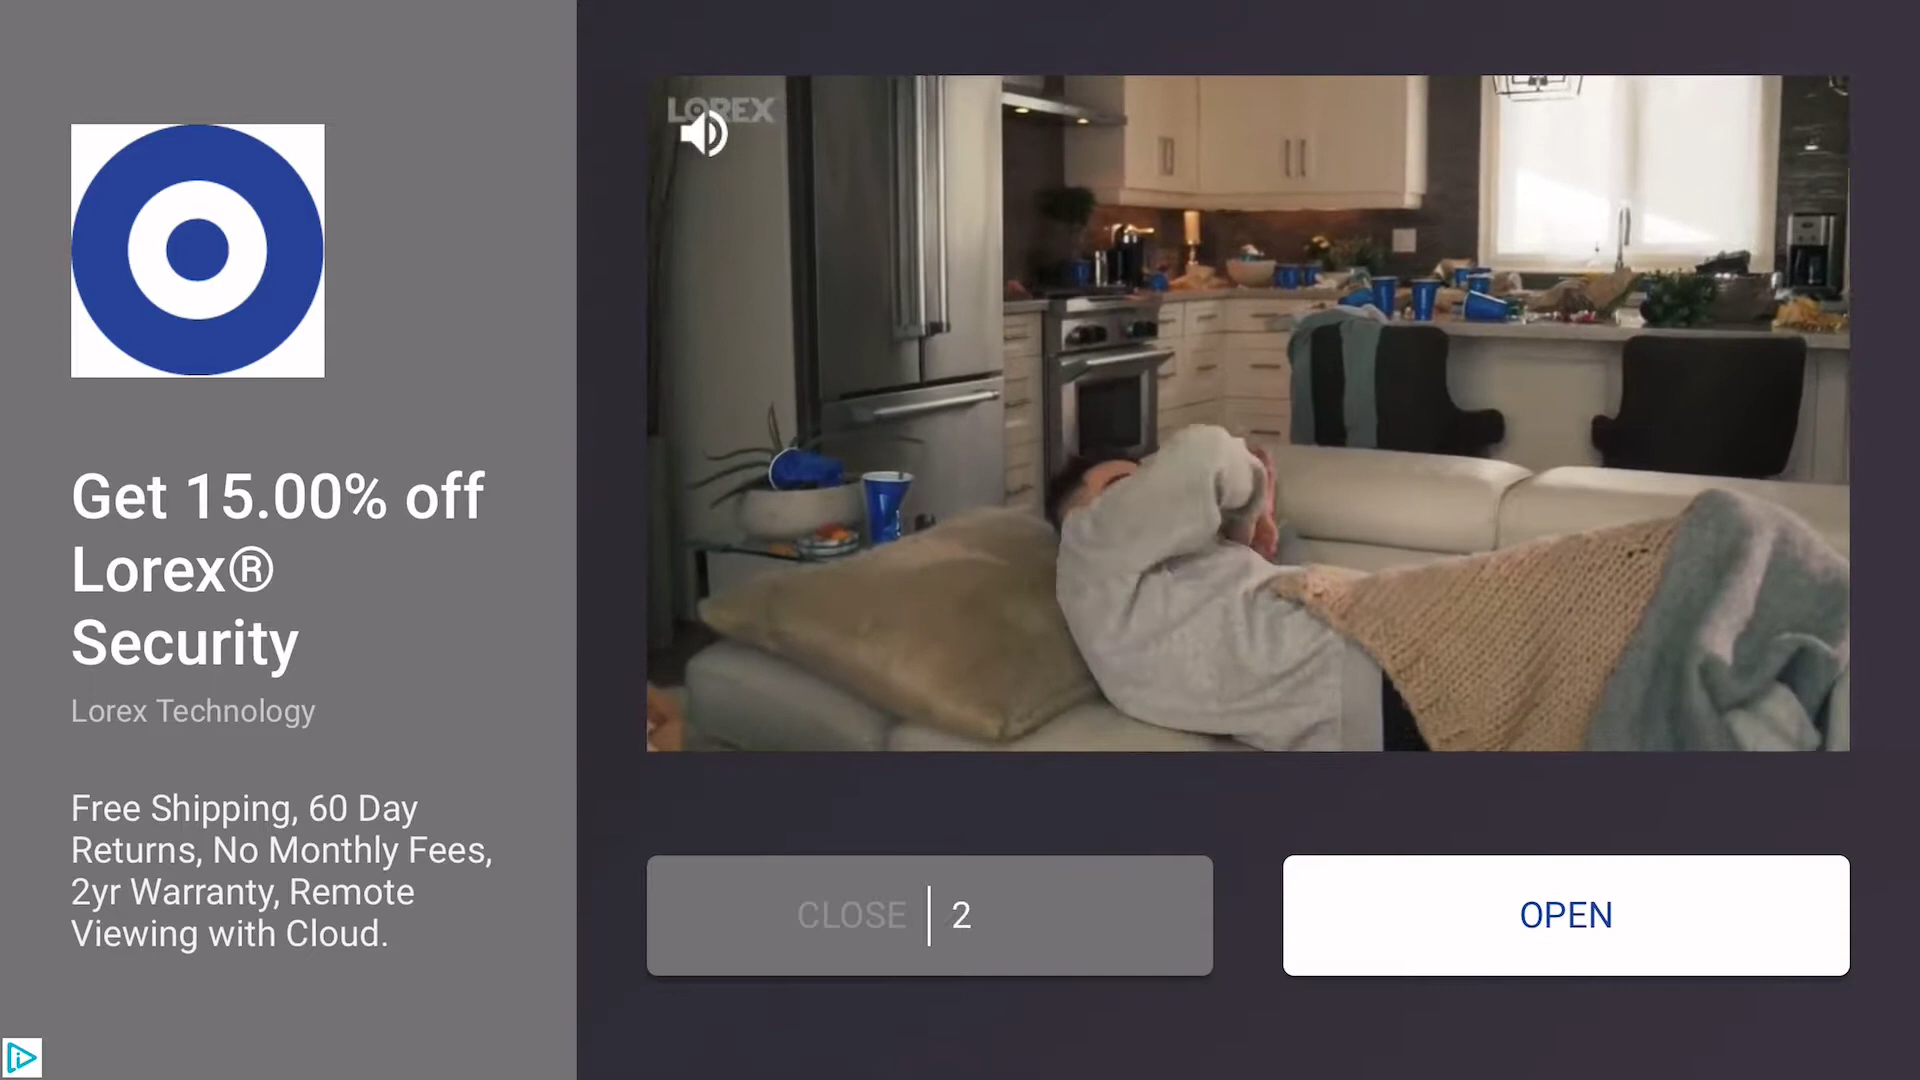 Get 15.00% off
Lorex®
Security
Lorex Technology
Free Shipping, 60 Day
Returns, No Monthly Fees,
2yr Warranty, Remote
Viewing with Cloud.
LOREX
CLOSE | 2
OPEN